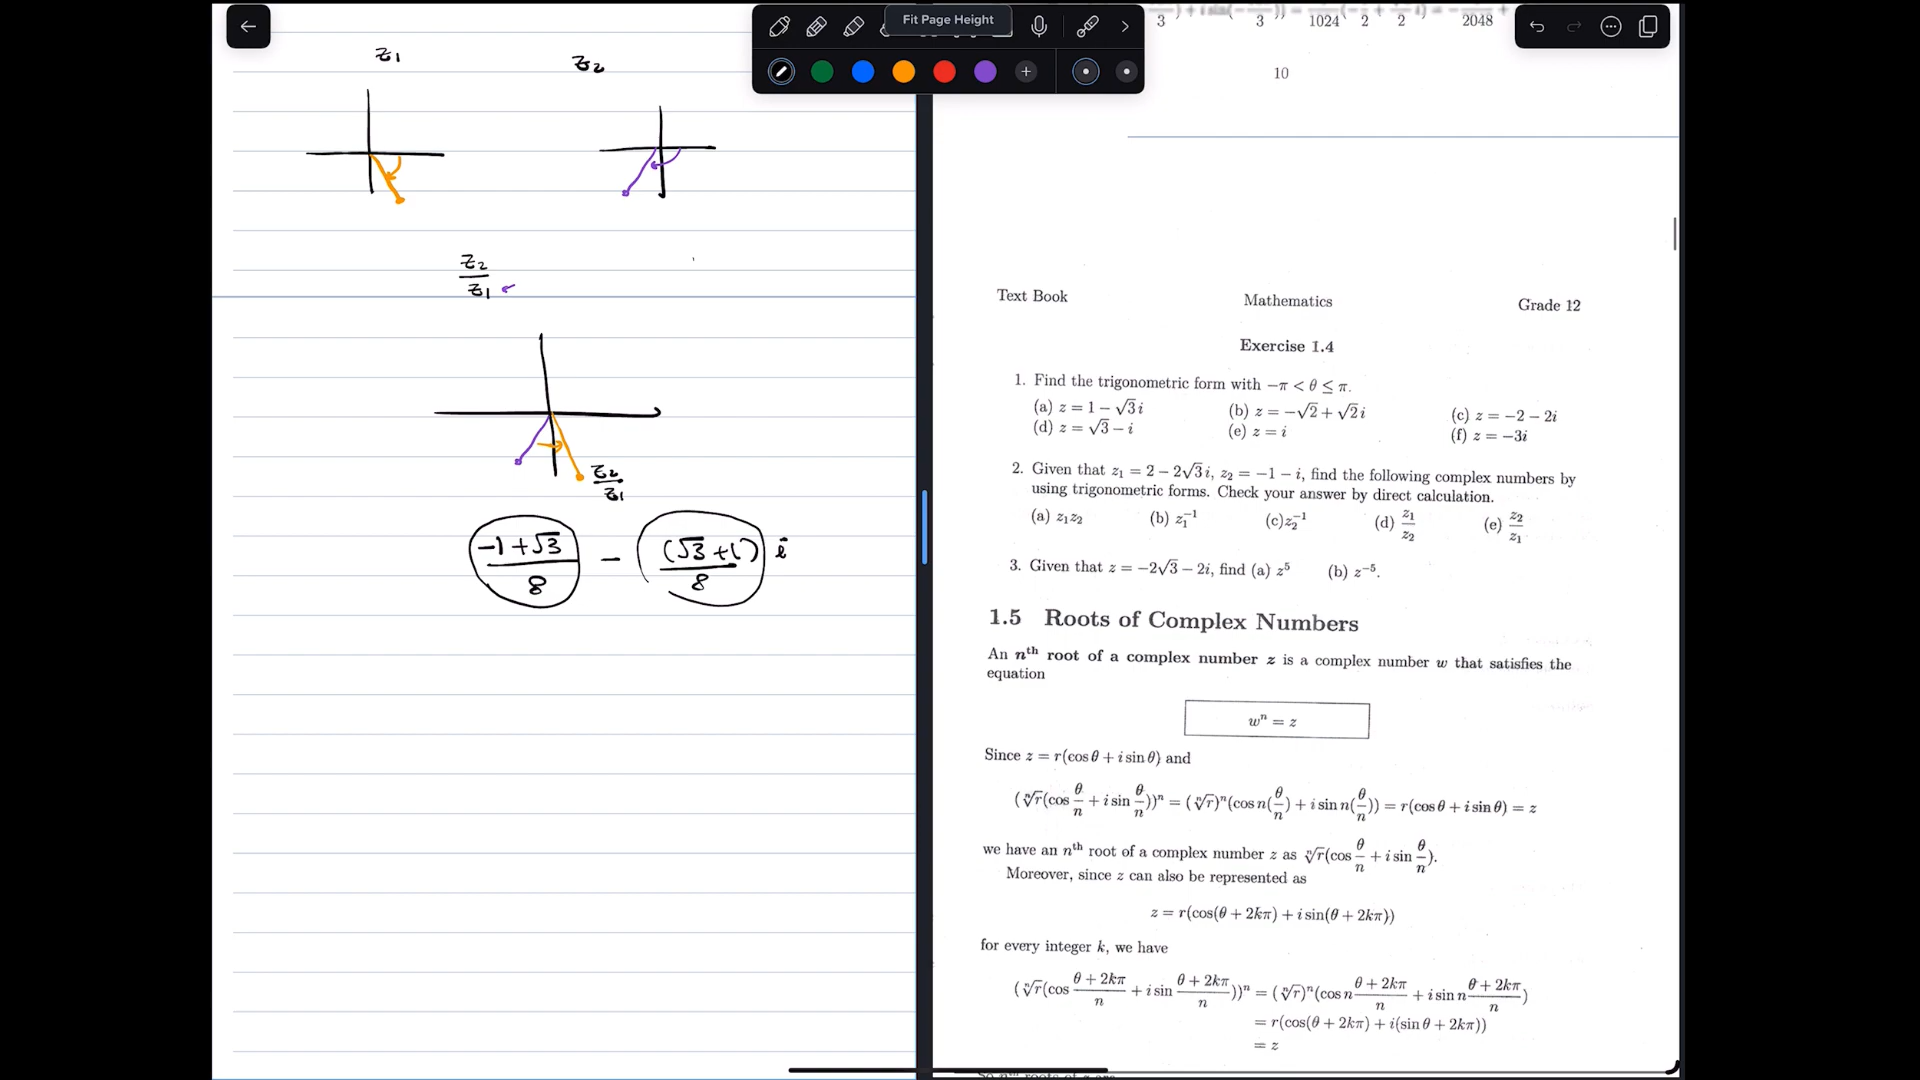 Fit Page Height
z1
z2
z2
z1
z2
z1
-1 + √3
8
-
(√3 + 1)
8
i
10
Text Book Mathematics Grade 12
Exercise 1.4
1. Find the trigonometric form with −π < θ ≤ π.
(a) z = 1 − √3 i (b) z = −√2 + √2 i (c) z = −2 − 2i
(d) z = √3 − i (e) z = i (f) z = −3i
2. Given that z₁ = 2 − 2√3 i, z₂ = −1 − i, find the following complex numbers by
using trigonometric forms. Check your answer by direct calculation.
(a) z₁z₂ (b) z₁⁻¹ (c)z₂⁻¹ (d) z₁/z₂ (e) z₂/z₁
3. Given that z = −2√3 − 2i, find (a) z⁵ (b) z⁻⁵.
1.5 Roots of Complex Numbers
An nᵗʰ root of a complex number z is a complex number w that satisfies the
equation
wⁿ = z
Since z = r(cos θ + i sin θ) and
(ⁿ√r(cos θ/n + i sin θ/n))ⁿ = (ⁿ√r)ⁿ(cos n(θ/n) + i sin n(θ/n)) = r(cos θ + i sin θ) = z
we have an nᵗʰ root of a complex number z as ⁿ√r(cos θ/n + i sin θ/n).
Moreover, since z can also be represented as
z = r(cos(θ + 2kπ) + i sin(θ + 2kπ))
for every integer k, we have
(ⁿ√r(cos (θ + 2kπ)/n + i sin (θ + 2kπ)/n))ⁿ = (ⁿ√r)ⁿ(cos n (θ + 2kπ)/n + i sin n (θ + 2kπ)/n)
= r(cos(θ + 2kπ) + i(sin θ + 2kπ))
= z